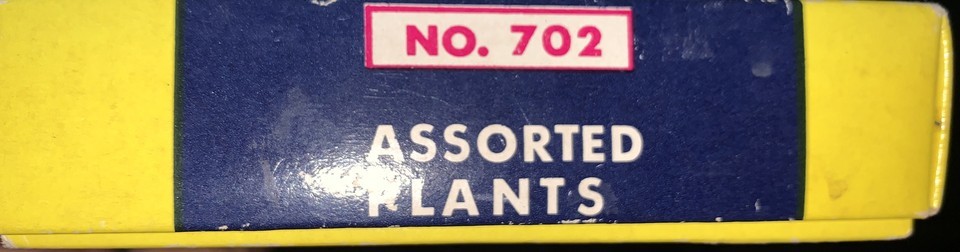 NO. 702
ASSORTED
PLANTS